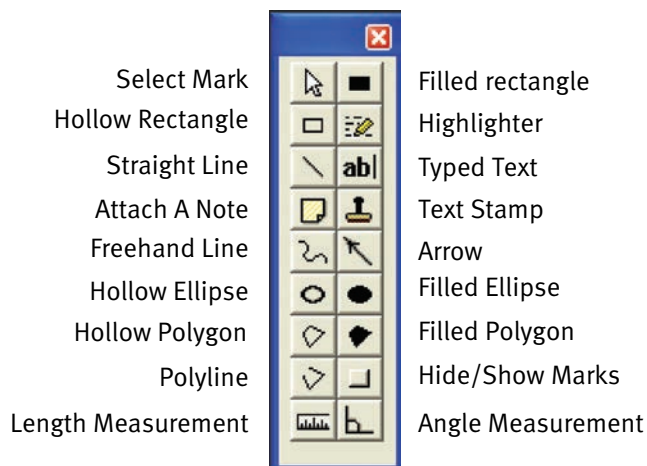 Select Mark Filled rectangle
Hollow Rectangle Highlighter
Straight Line ab| Typed Text
Attach A Note Text Stamp
Freehand Line Arrow
Hollow Ellipse Filled Ellipse
Hollow Polygon Filled Polygon
Polyline Hide/Show Marks
Length Measurement Angle Measurement